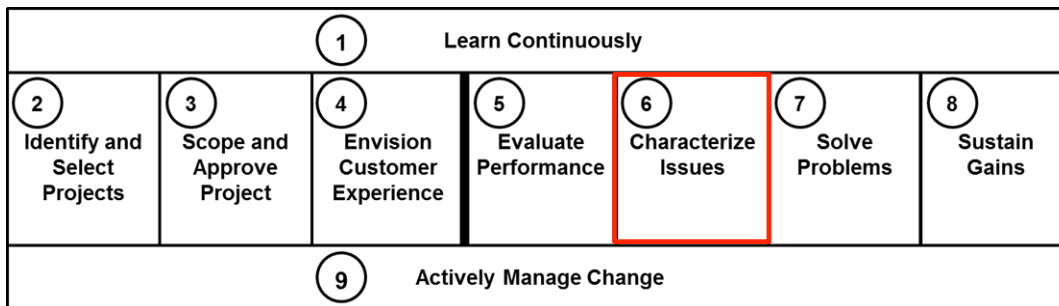 1 Learn Continuously
2
Identify and
Select
Projects
3
Scope and
Approve
Project
4
Envision
Customer
Experience
5
Evaluate
Performance
6
Characterize
Issues
7
Solve
Problems
8
Sustain
Gains
9 Actively Manage Change